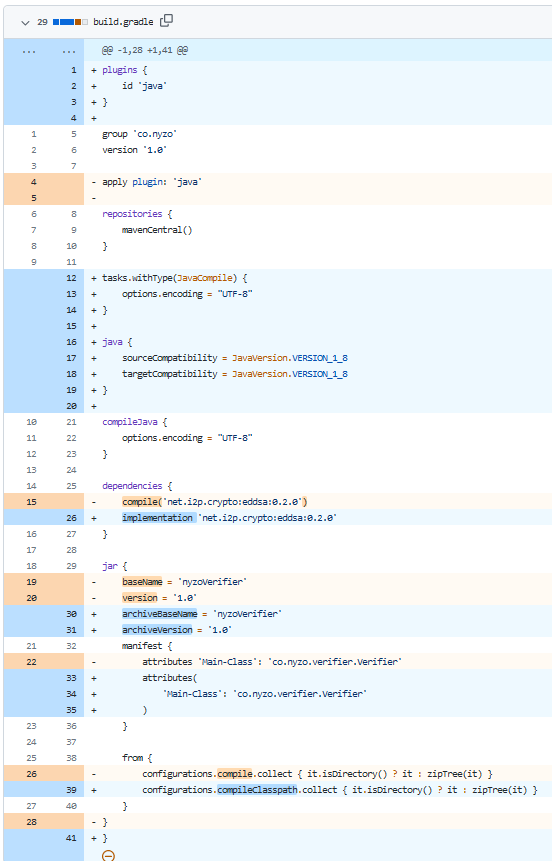 29 build.gradle
... ... @@ -1,28 +1,41 @@
1 + plugins {
2 + id 'java'
3 + }
4 +
1 5 group 'co.nyzo'
2 6 version '1.0'
3 7
4 - apply plugin: 'java'
5 -
6 8 repositories {
7 9 mavenCentral()
8 10 }
9 11
12 + tasks.withType(JavaCompile) {
13 + options.encoding = "UTF-8"
14 + }
15 +
16 + java {
17 + sourceCompatibility = JavaVersion.VERSION_1_8
18 + targetCompatibility = JavaVersion.VERSION_1_8
19 + }
20 +
10 21 compileJava {
11 22 options.encoding = "UTF-8"
12 23 }
13 24
14 25 dependencies {
15 - compile('net.i2p.crypto:eddsa:0.2.0')
26 + implementation 'net.i2p.crypto:eddsa:0.2.0'
16 27 }
17 28
18 29 jar {
19 - baseName = 'nyzoVerifier'
20 - version = '1.0'
30 + archiveBaseName = 'nyzoVerifier'
31 + archiveVersion = '1.0'
21 32 manifest {
22 - attributes 'Main-Class': 'co.nyzo.verifier.Verifier'
33 + attributes(
34 + 'Main-Class': 'co.nyzo.verifier.Verifier'
35 + )
23 36 }
24 37
25 38 from {
26 - configurations.compile.collect { it.isDirectory() ? it : zipTree(it) }
39 + configurations.compileClasspath.collect { it.isDirectory() ? it : zipTree(it) }
27 40 }
28 - }
41 + }